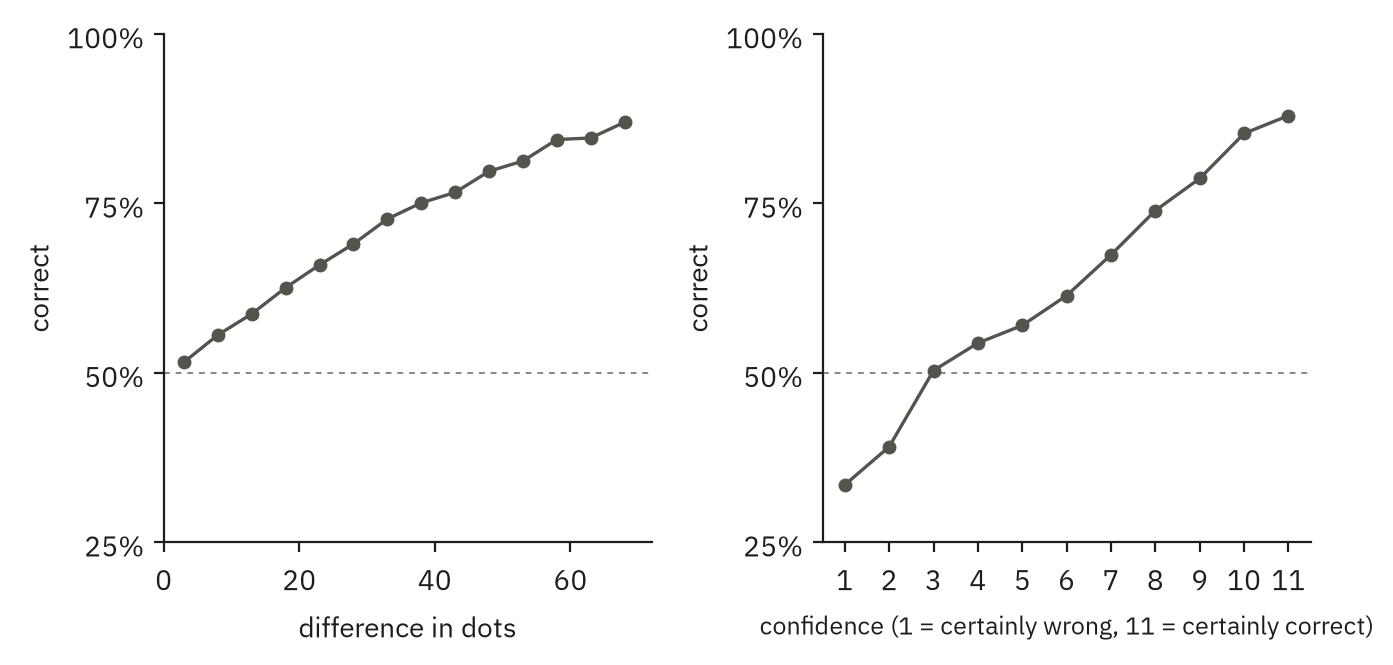 100%
75%
50%
25%
correct
0 20 40 60
difference in dots
100%
75%
50%
25%
correct
1 2 3 4 5 6 7 8 9 10 11
confidence (1 = certainly wrong, 11 = certainly correct)